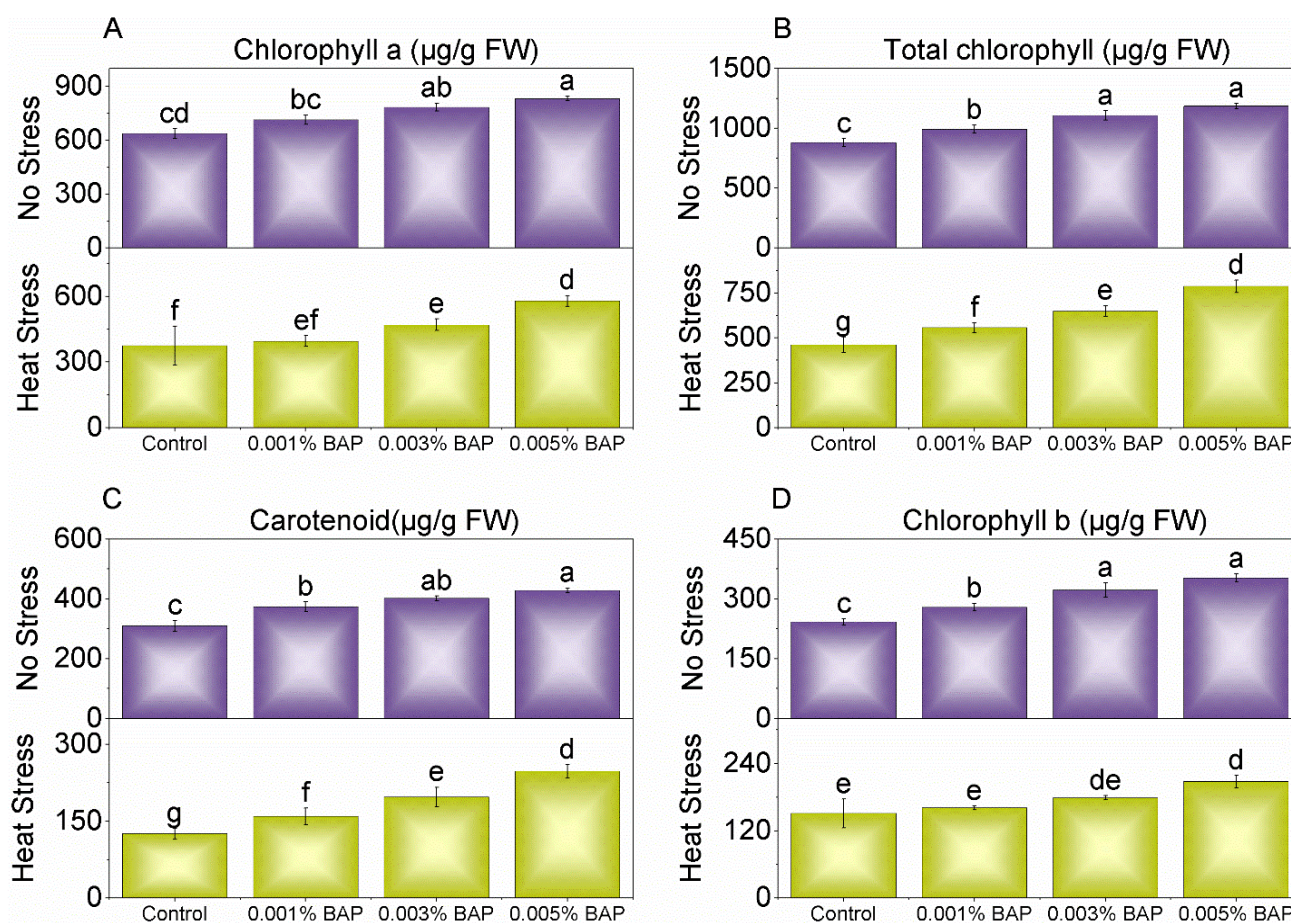 A
Chlorophyll a (µg/g FW)
900
600
300
0
No Stress
cd
bc
ab
a
600
300
0
Heat Stress
f
ef
e
d
Control
0.001% BAP
0.003% BAP
0.005% BAP
B
Total chlorophyll (µg/g FW)
1500
1000
500
0
No Stress
c
b
a
a
750
500
250
0
Heat Stress
g
f
e
d
Control
0.001% BAP
0.003% BAP
0.005% BAP
C
Carotenoid(µg/g FW)
600
400
200
0
No Stress
c
b
ab
a
300
150
0
Heat Stress
g
f
e
d
Control
0.001% BAP
0.003% BAP
0.005% BAP
D
Chlorophyll b (µg/g FW)
450
300
150
0
No Stress
c
b
a
a
240
120
0
Heat Stress
e
e
de
d
Control
0.001% BAP
0.003% BAP
0.005% BAP